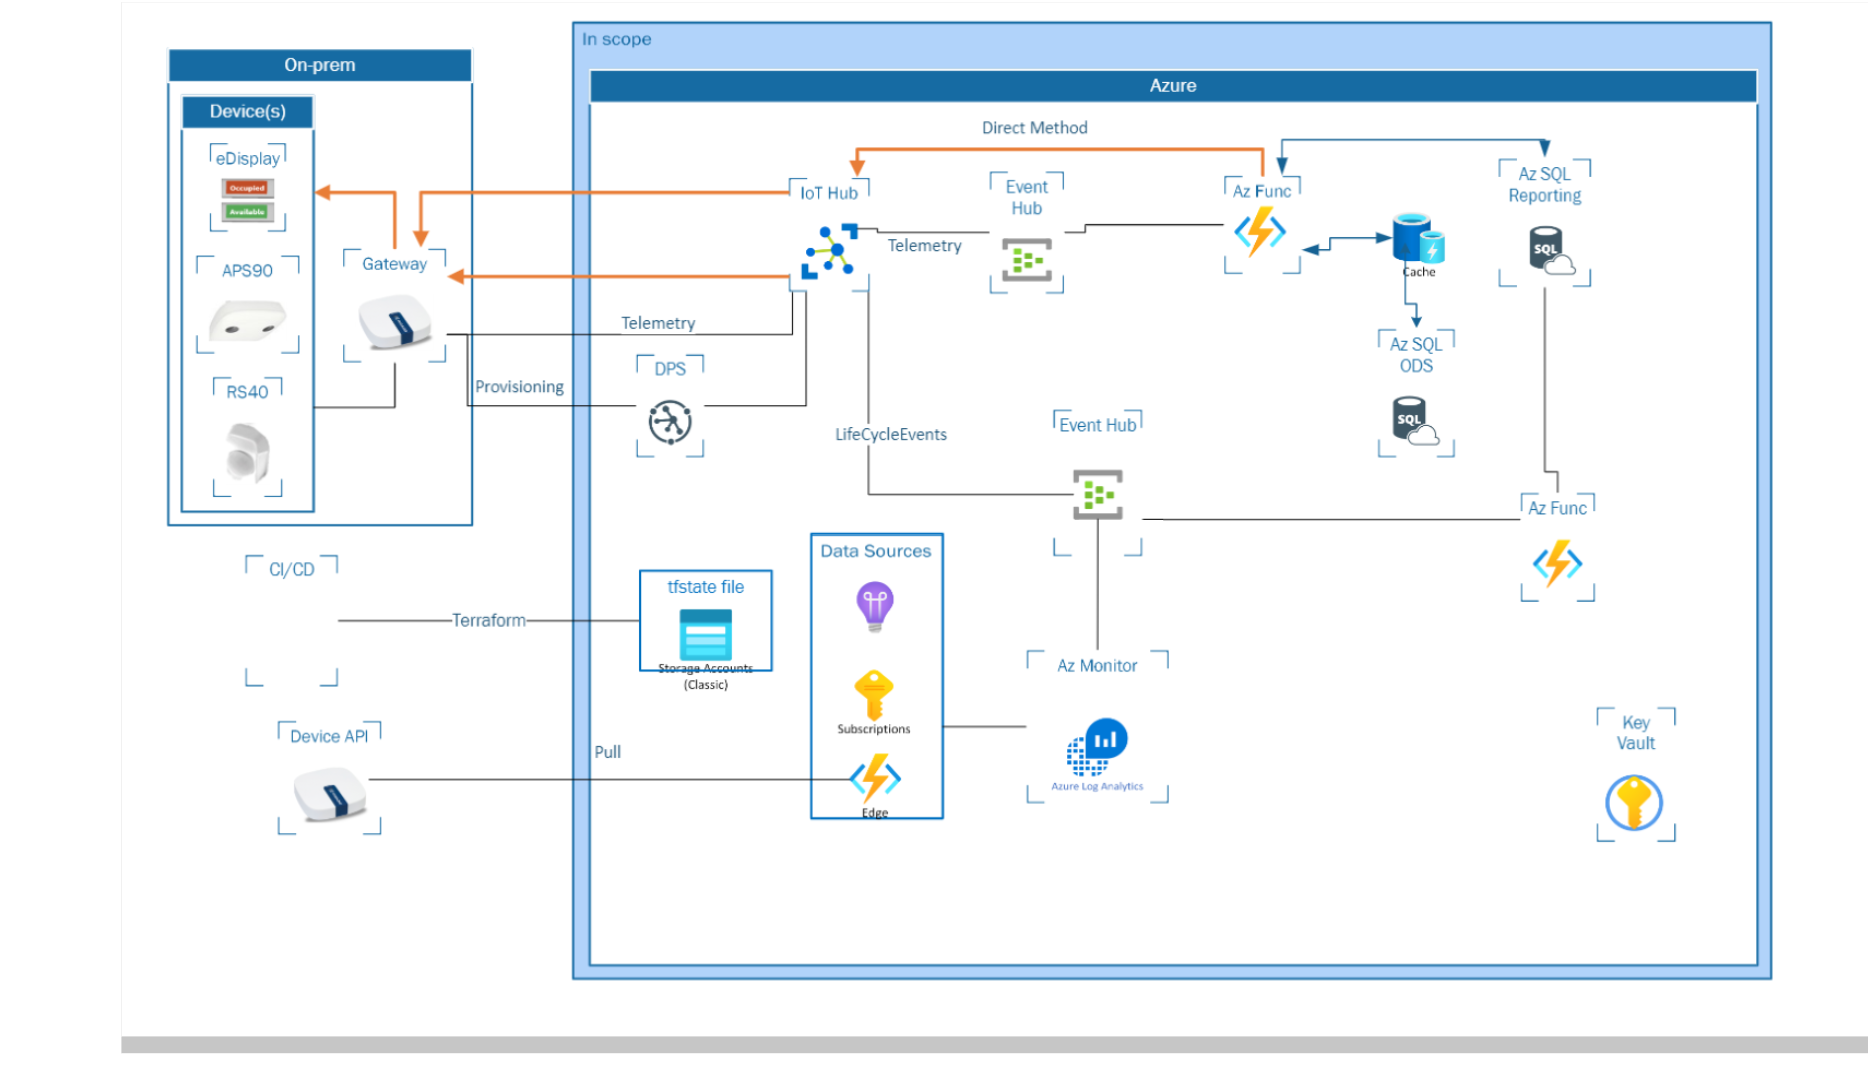 In scope
On-prem
Azure
Device(s)
eDisplay
Occupied
Available
APS90
RS40
Gateway
Telemetry
Provisioning
DPS
Direct Method
IoT Hub
Telemetry
Event
Hub
Az Func
Cache
Az SQL
Reporting
SQL
Az SQL
ODS
SQL
LifeCycleEvents
Event Hub
Az Func
CI/CD
Terraform
tfstate file
Storage Accounts
(Classic)
Data Sources
Subscriptions
Edge
Device API
Pull
Az Monitor
Azure Log Analytics
Key
Vault